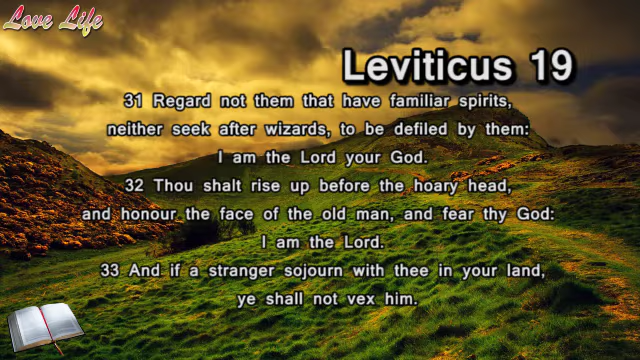 Love Life
Leviticus 19
31 Regard not them that have familiar spirits,
neither seek after wizards, to be defiled by them:
I am the Lord your God.
32 Thou shalt rise up before the hoary head,
and honour the face of the old man, and fear thy God:
I am the Lord.
33 And if a stranger sojourn with thee in your land,
ye shall not vex him.